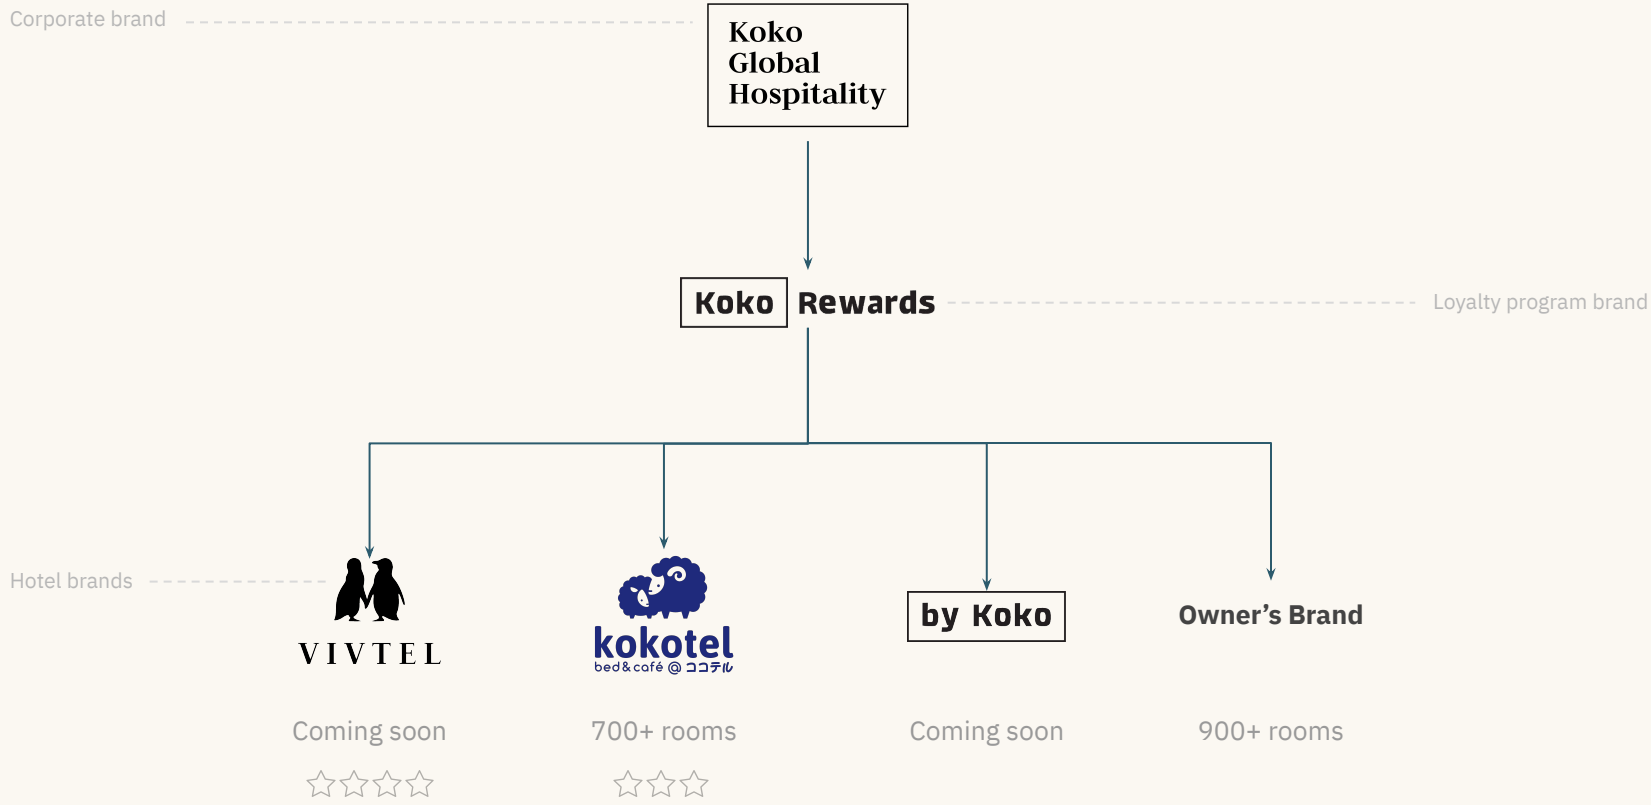 Corporate brand
Koko
Global
Hospitality
Koko Rewards
Loyalty program brand
Hotel brands
VIVTEL
kokotel
bed&café @ ココテル
by Koko
Owner’s Brand
Coming soon
700+ rooms
Coming soon
900+ rooms